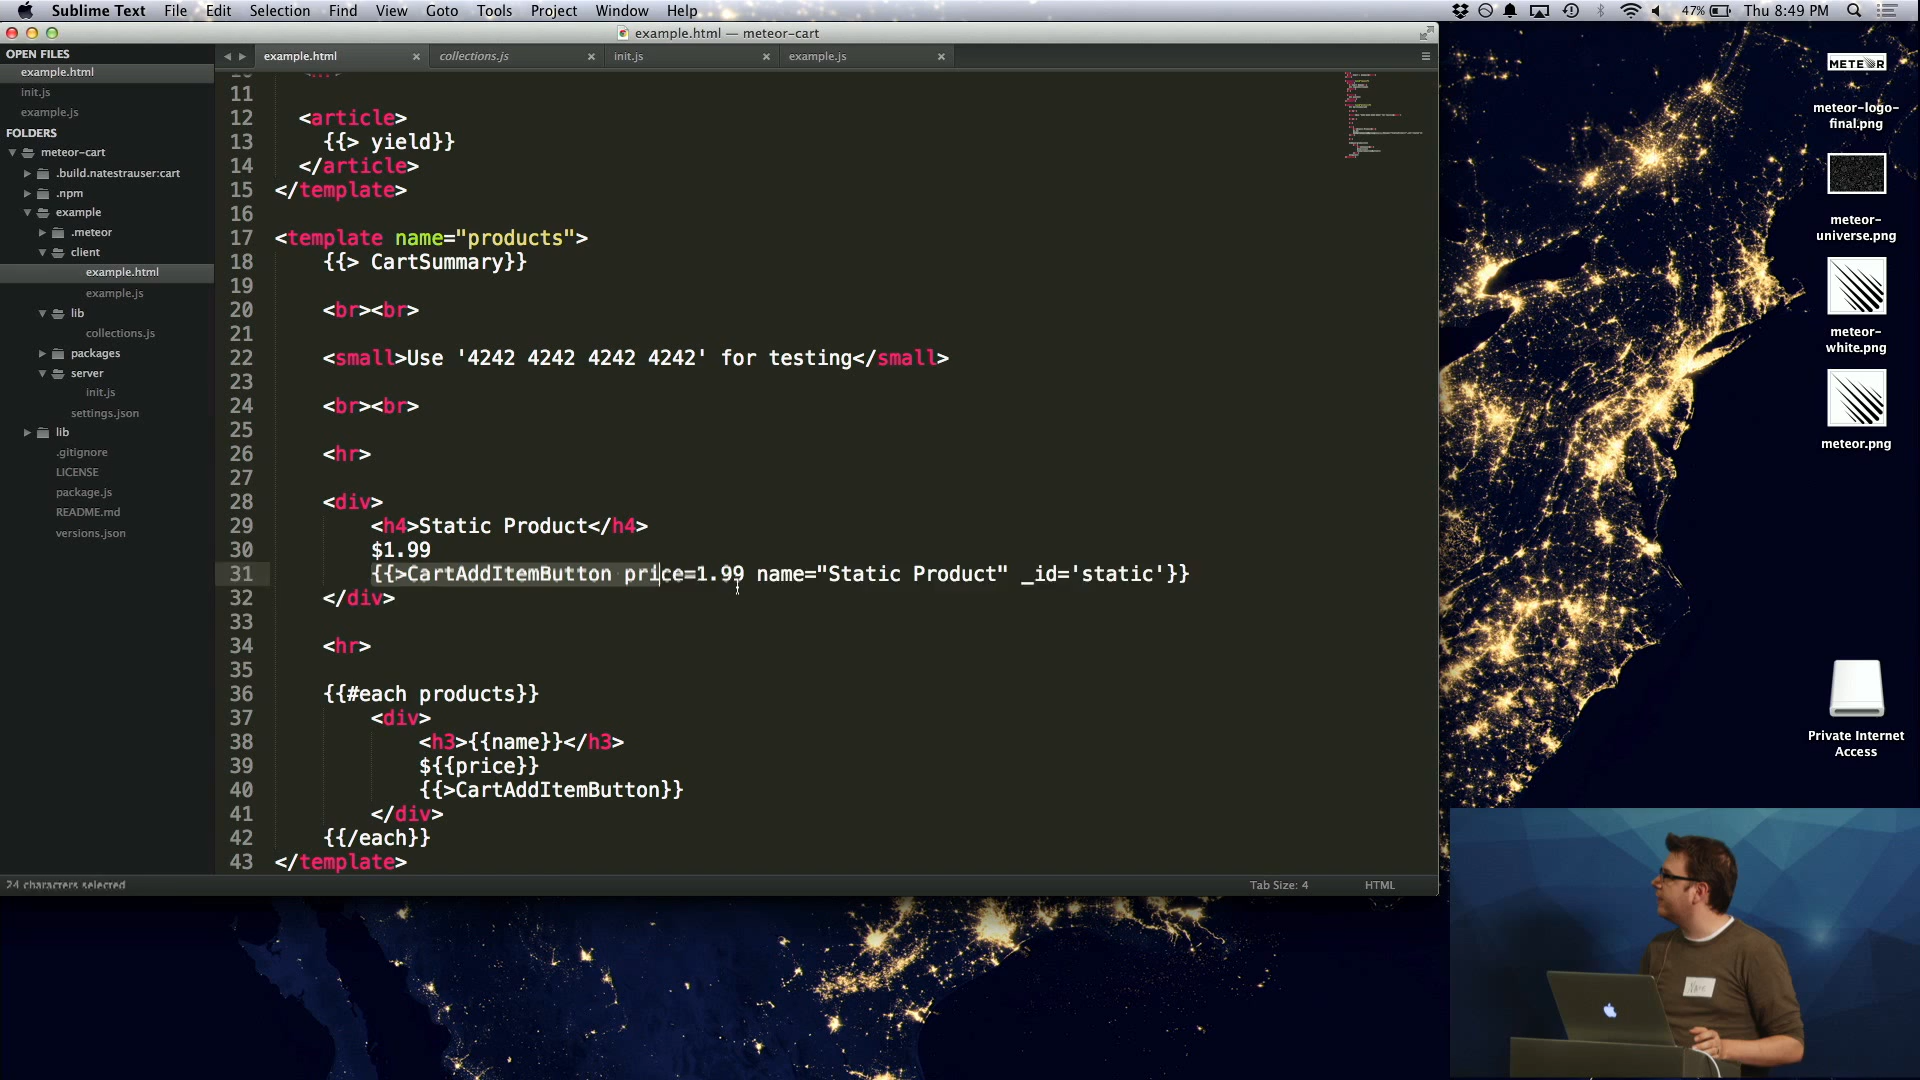 Sublime Text File Edit Selection Find View Goto Tools Project Window Help
47% Thu 8:49 PM
example.html — meteor-cart
OPEN FILES
example.html
init.js
example.js
FOLDERS
meteor-cart
.build.natestrauser:cart
.npm
example
.meteor
client
example.html
example.js
lib
collections.js
packages
server
init.js
settings.json
lib
.gitignore
LICENSE
package.js
README.md
versions.json
example.html collections.js init.js example.js
11
12 <article>
13 {{> yield}}
14 </article>
15 </template>
16
17 <template name="products">
18 {{> CartSummary}}
19
20 <br><br>
21
22 <small>Use '4242 4242 4242 4242' for testing</small>
23
24 <br><br>
25
26 <hr>
27
28 <div>
29 <h4>Static Product</h4>
30 $1.99
31 {{>CartAddItemButton price=1.99 name="Static Product" _id='static'}}
32 </div>
33
34 <hr>
35
36 {{#each products}}
37 <div>
38 <h3>{{name}}</h3>
39 ${{price}}
40 {{>CartAddItemButton}}
41 </div>
42 {{/each}}
43 </template>
24 characters selected
Tab Size: 4 HTML
METEOR
meteor-logo-
final.png
meteor-
universe.png
meteor-
white.png
meteor.png
Private Internet
Access